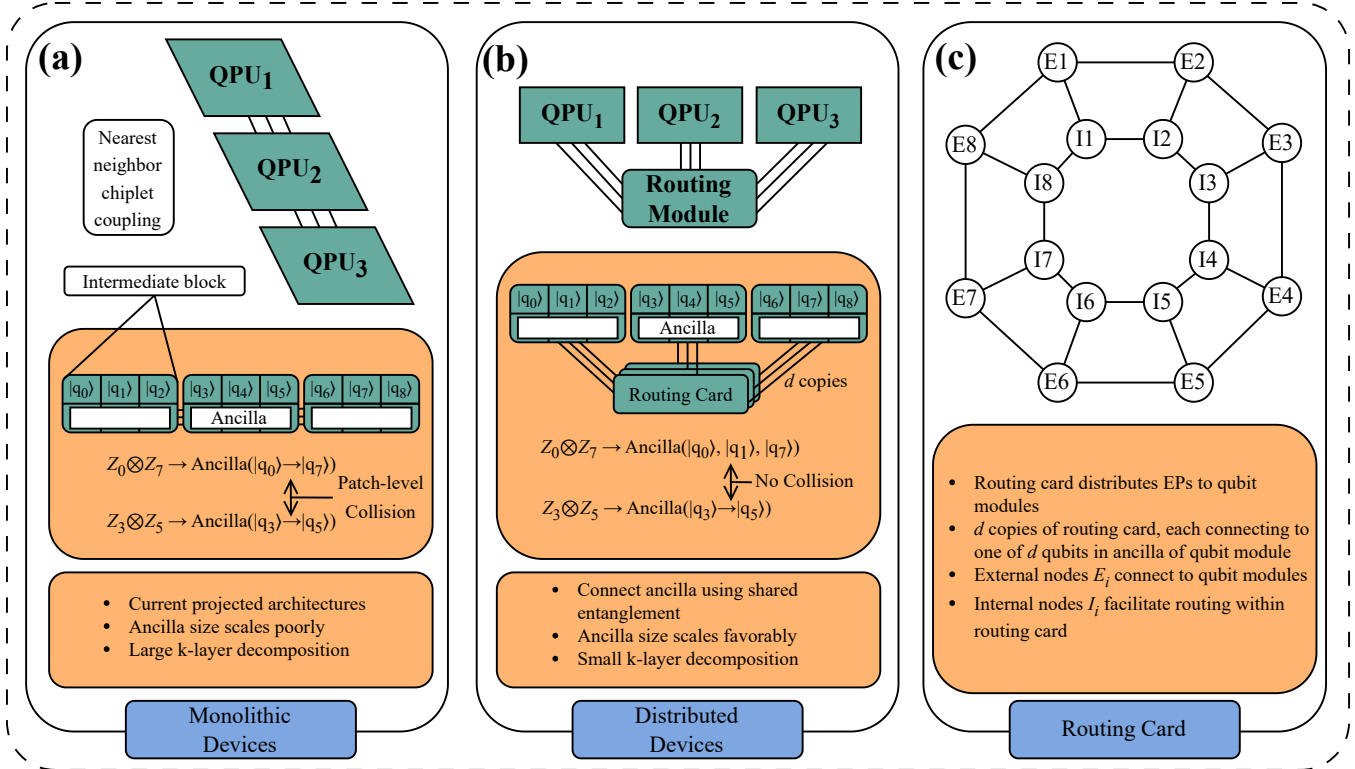 (a)
QPU1
Nearest
neighbor
chiplet
coupling
QPU2
QPU3
Intermediate block
|q0⟩ |q1⟩ |q2⟩ |q3⟩ |q4⟩ |q5⟩ |q6⟩ |q7⟩ |q8⟩
Ancilla
Z0⊗Z7 → Ancilla(|q0⟩→|q7⟩)
Patch-level
Collision
Z3⊗Z5 → Ancilla(|q3⟩→|q5⟩)
• Current projected architectures
• Ancilla size scales poorly
• Large k-layer decomposition
Monolithic
Devices
(b)
QPU1 QPU2 QPU3
Routing
Module
|q0⟩ |q1⟩ |q2⟩ |q3⟩ |q4⟩ |q5⟩ |q6⟩ |q7⟩ |q8⟩
Ancilla
d copies
Routing Card
Z0⊗Z7 → Ancilla(|q0⟩, |q1⟩, |q7⟩)
No Collision
Z3⊗Z5 → Ancilla(|q3⟩→|q5⟩)
• Connect ancilla using shared
entanglement
• Ancilla size scales favorably
• Small k-layer decomposition
Distributed
Devices
(c)
E1 E2
I1 I2
E8 E3
I8 I3
I7 I4
E7 E4
I6 I5
E6 E5
• Routing card distributes EPs to qubit
modules
• d copies of routing card, each connecting to
one of d qubits in ancilla of qubit module
• External nodes Ei connect to qubit modules
• Internal nodes Ii facilitate routing within
routing card
Routing Card